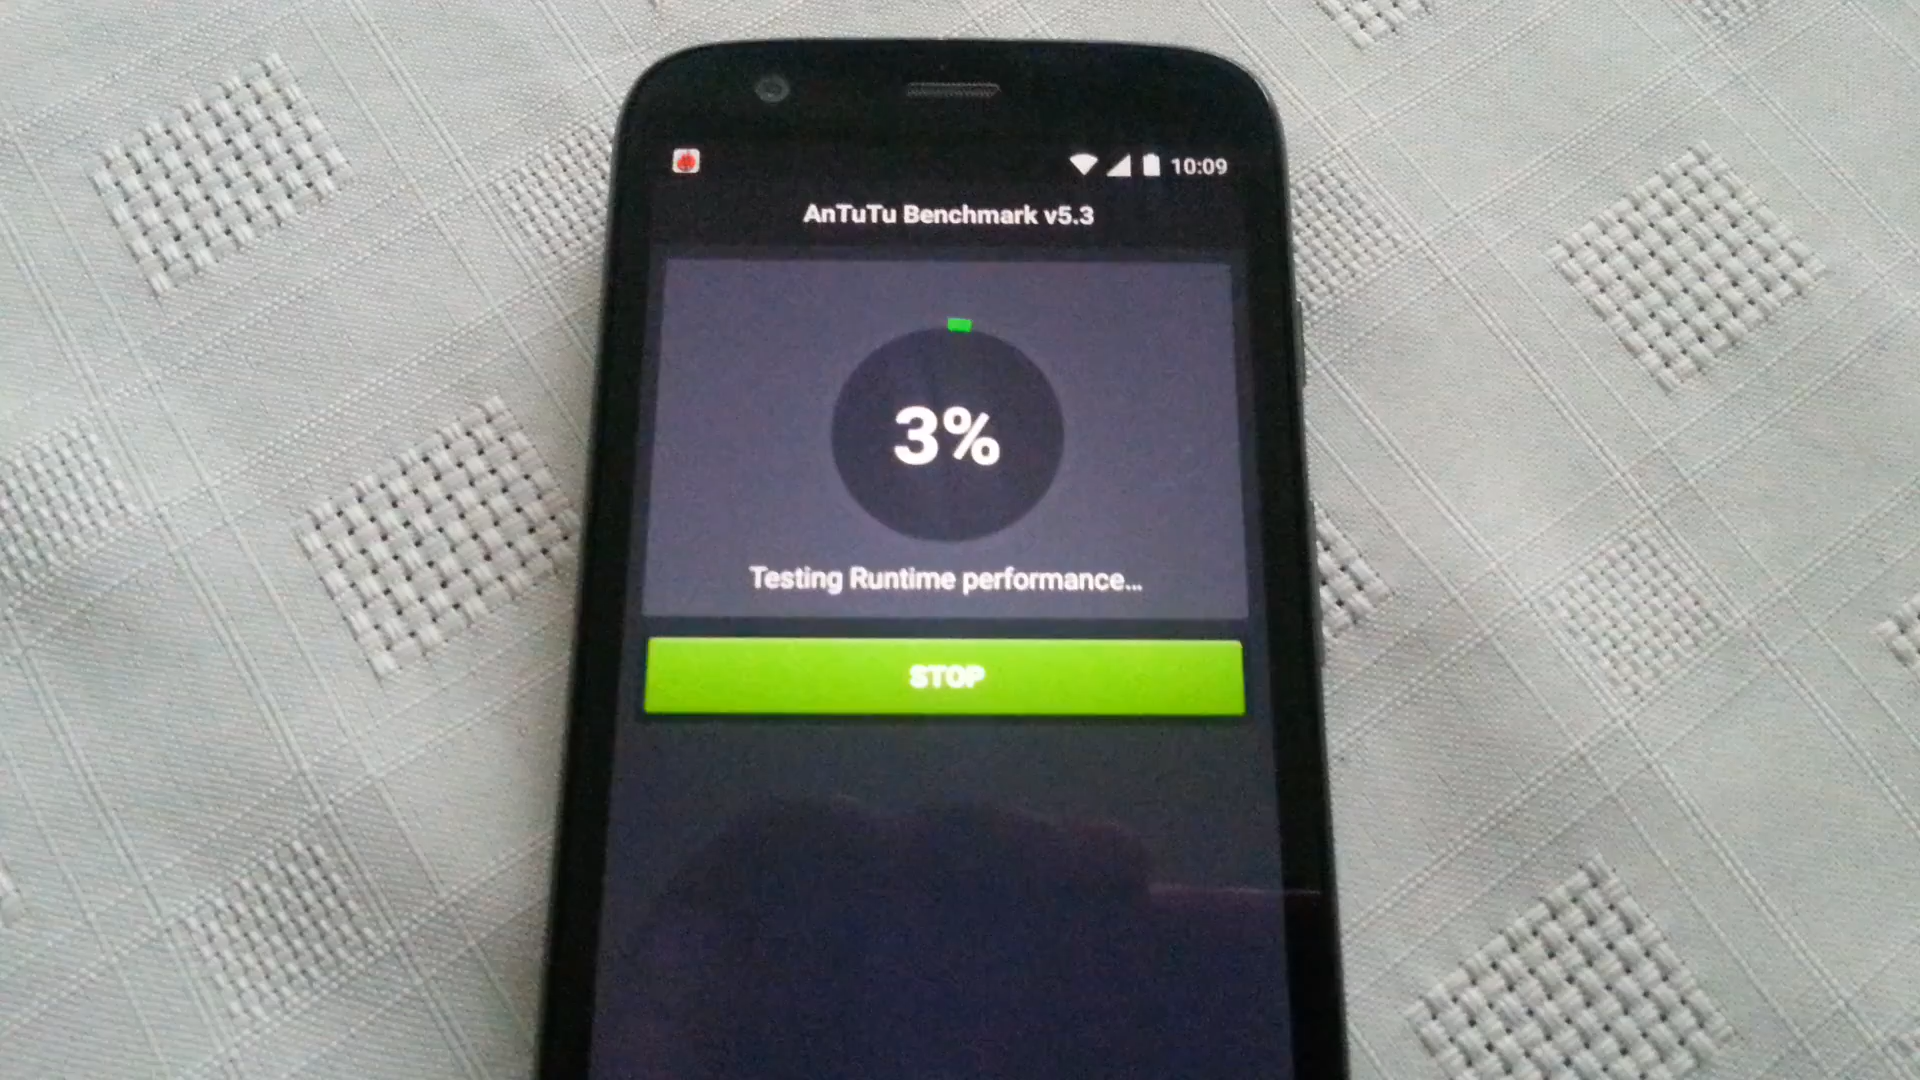 10:09
AnTuTu Benchmark v5.3
3%
Testing Runtime performance...
STOP